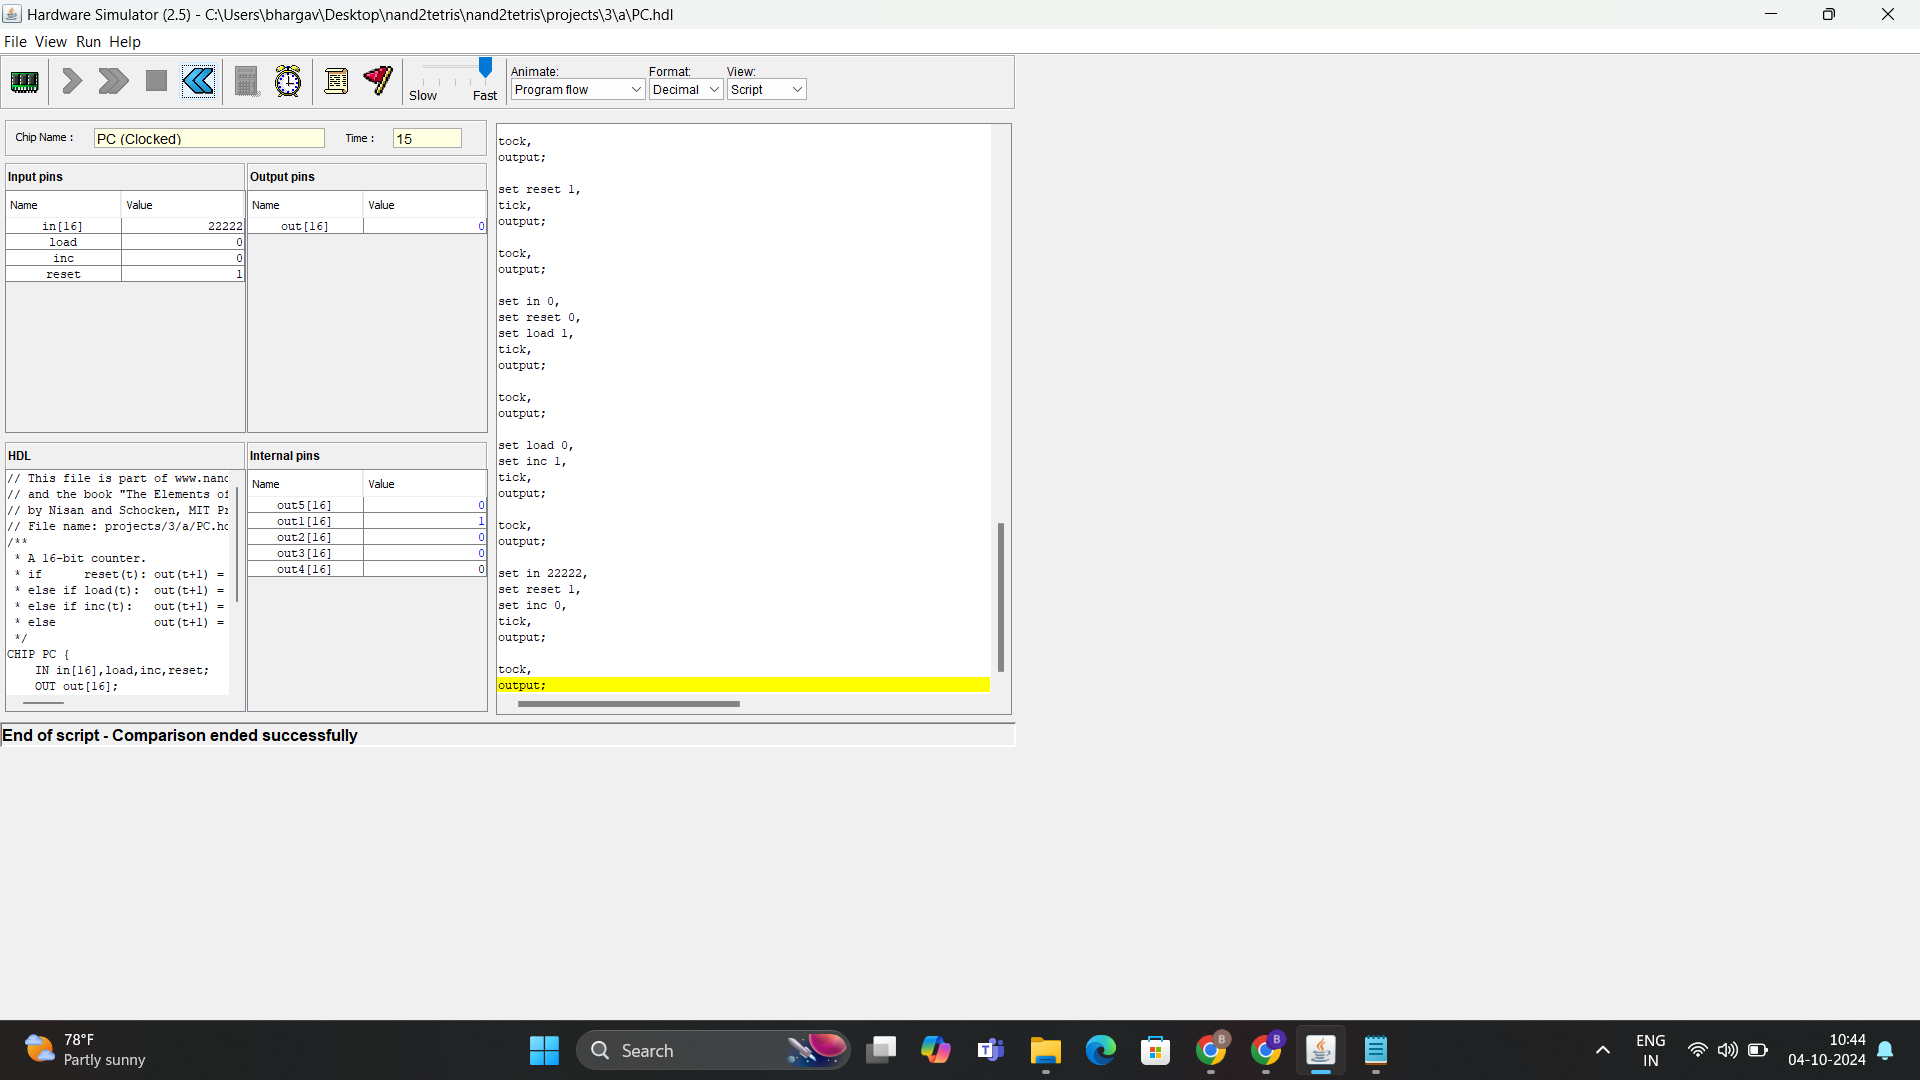 Hardware Simulator (2.5) - C:\Users\bhargav\Desktop\nand2tetris\nand2tetris\projects\3\a\PC.hdl
File View Run Help
Slow Fast
Animate: Format: View:
Program flow Decimal Script
Chip Name : PC (Clocked) Time : 15
Input pins
Name Value
in[16] 22222
load 0
inc 0
reset 1
Output pins
Name Value
out[16] 0
HDL
// This file is part of www.nand
// and the book "The Elements of
// by Nisan and Schocken, MIT Pr
// File name: projects/3/a/PC.hd
/**
* A 16-bit counter.
* if reset(t): out(t+1) =
* else if load(t): out(t+1) =
* else if inc(t): out(t+1) =
* else out(t+1) =
*/
CHIP PC {
IN in[16],load,inc,reset;
OUT out[16];
Internal pins
Name Value
out5[16] 0
out1[16] 1
out2[16] 0
out3[16] 0
out4[16] 0
tock,
output;
set reset 1,
tick,
output;
tock,
output;
set in 0,
set reset 0,
set load 1,
tick,
output;
tock,
output;
set load 0,
set inc 1,
tick,
output;
tock,
output;
set in 22222,
set reset 1,
set inc 0,
tick,
output;
tock,
output;
End of script - Comparison ended successfully
78°F
Partly sunny
Search
B
B
ENG
IN
10:44
04-10-2024